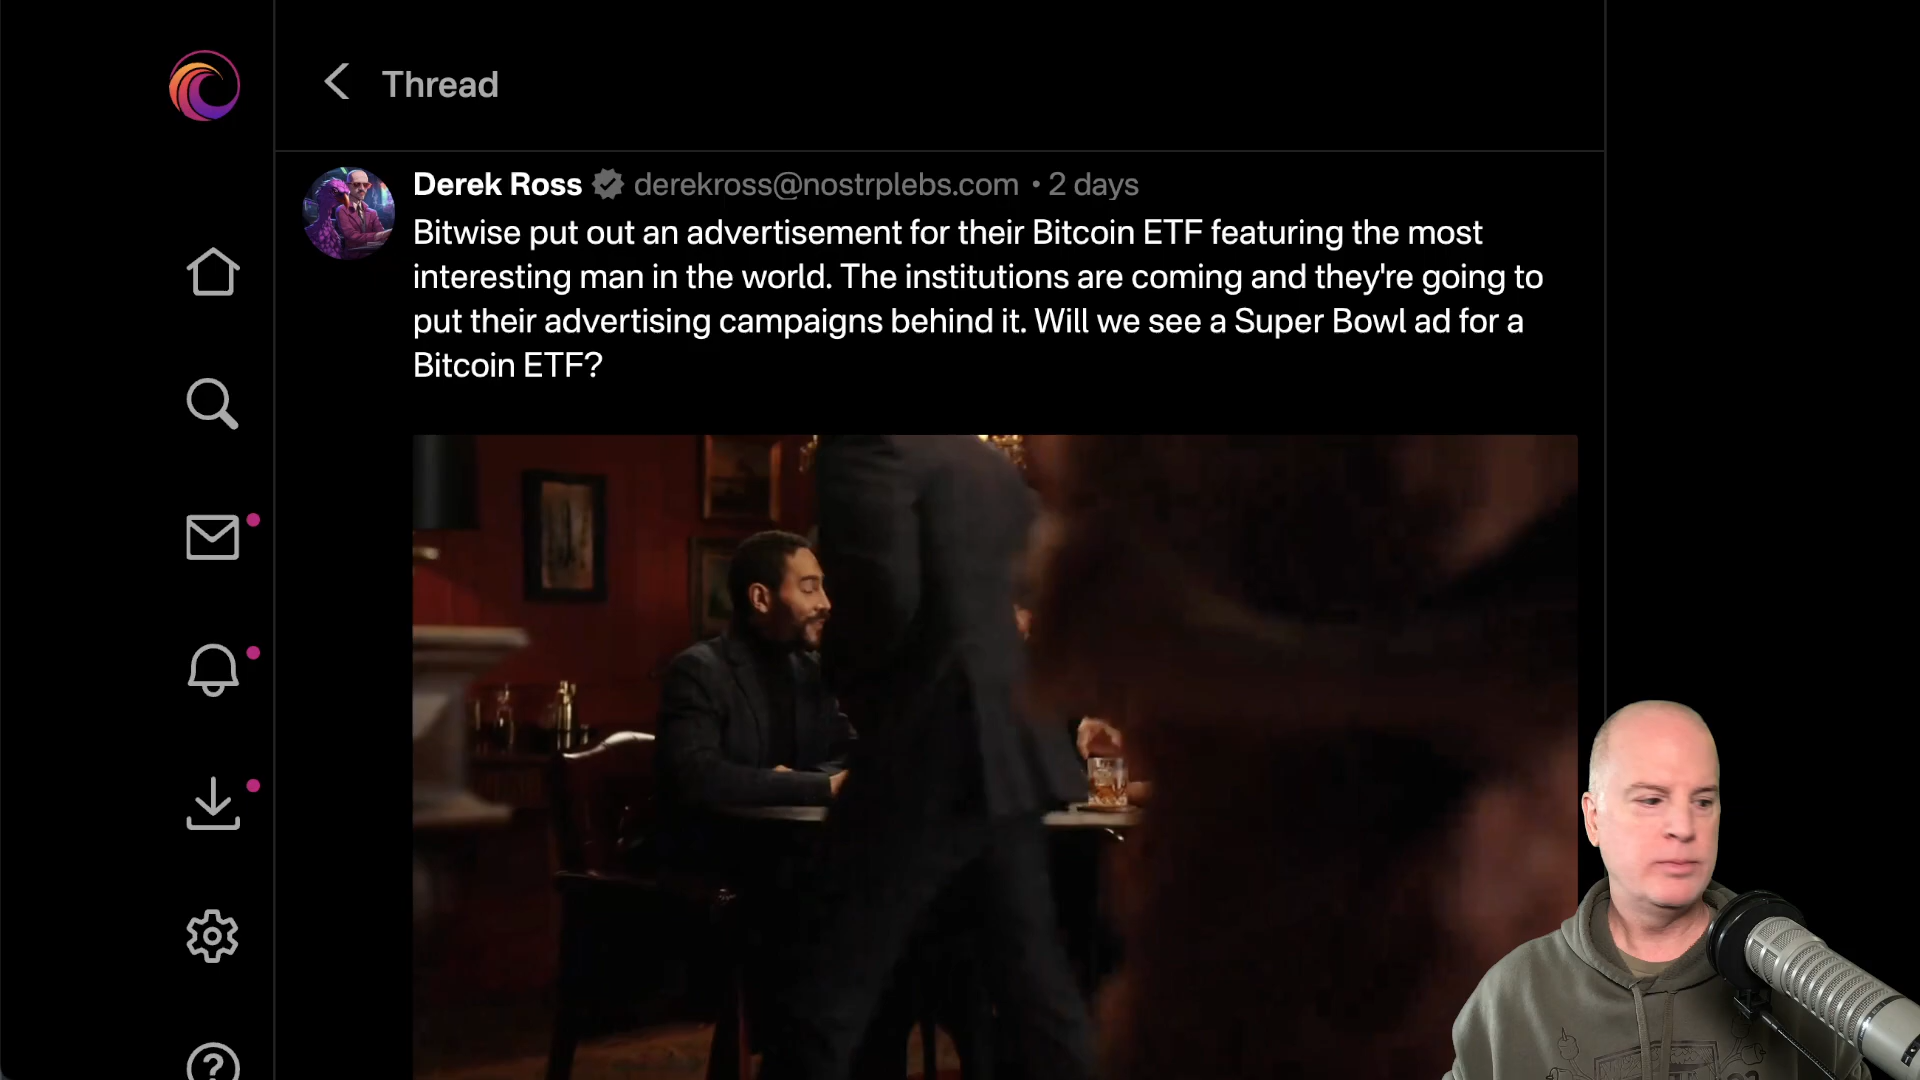 Thread
Derek Ross derekross@nostrplebs.com • 2 days
Bitwise put out an advertisement for their Bitcoin ETF featuring the most
interesting man in the world. The institutions are coming and they're going to
put their advertising campaigns behind it. Will we see a Super Bowl ad for a
Bitcoin ETF?